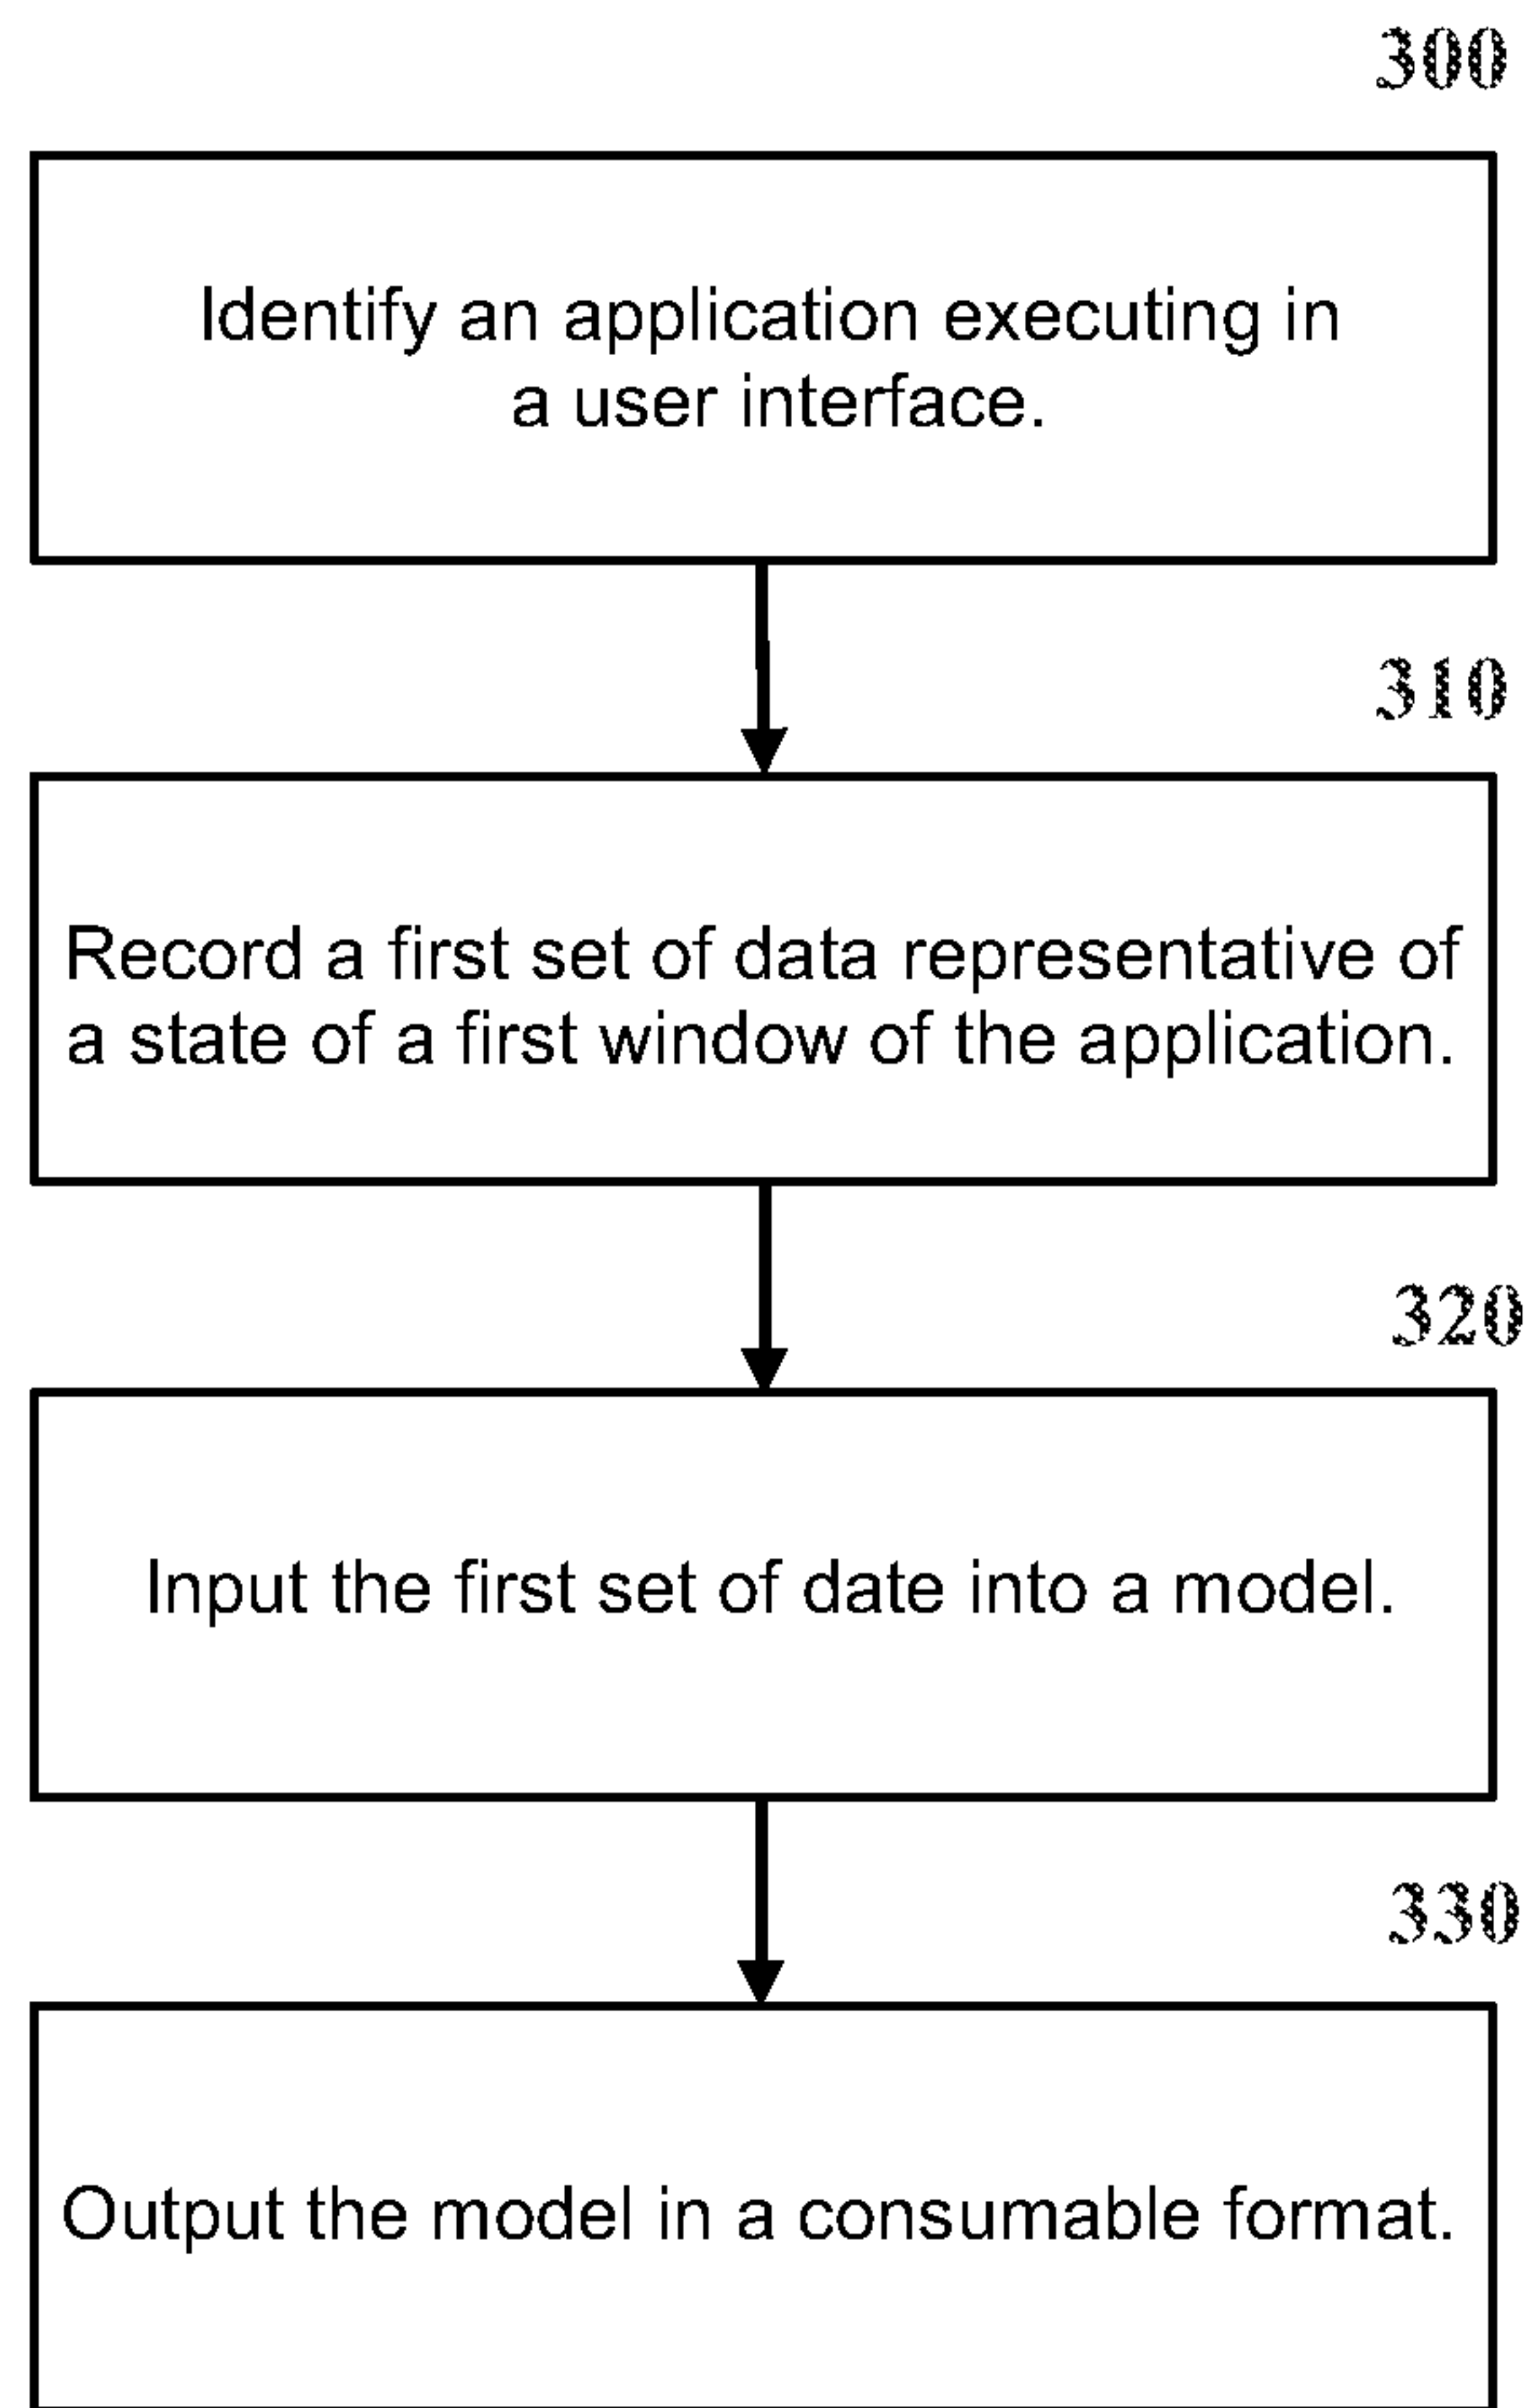 300
Identify an application executing in
a user interface.
310
Record a first set of data representative of
a state of a first window of the application.
320
Input the first set of date into a model.
330
Output the model in a consumable format.